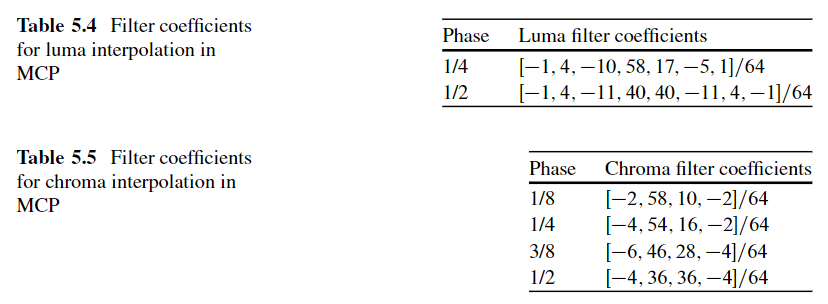 Table 5.4 Filter coefficients
for luma interpolation in
MCP
Phase Luma filter coefficients
1/4 [−1, 4, −10, 58, 17, −5, 1]/64
1/2 [−1, 4, −11, 40, 40, −11, 4, −1]/64
Table 5.5 Filter coefficients
for chroma interpolation in
MCP
Phase Chroma filter coefficients
1/8 [−2, 58, 10, −2]/64
1/4 [−4, 54, 16, −2]/64
3/8 [−6, 46, 28, −4]/64
1/2 [−4, 36, 36, −4]/64